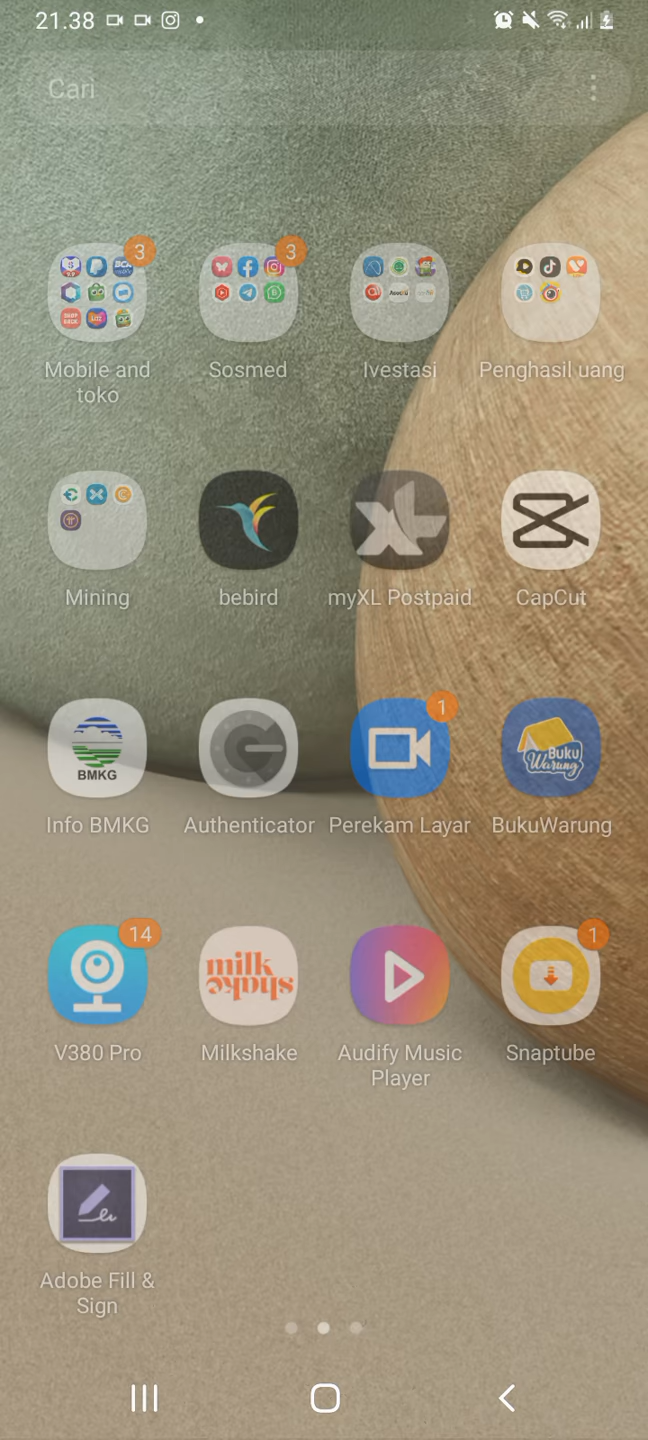 21.38
Cari
3
3
Mobile and
toko
Sosmed
Ivestasi
Penghasil uang
Mining
bebird
myXL Postpaid
CapCut
1
BMKG
Buku
Warung
Info BMKG
Authenticator
Perekam Layar
BukuWarung
14
1
milk
shake
V380 Pro
Milkshake
Audify Music
Player
Snaptube
Adobe Fill &
Sign